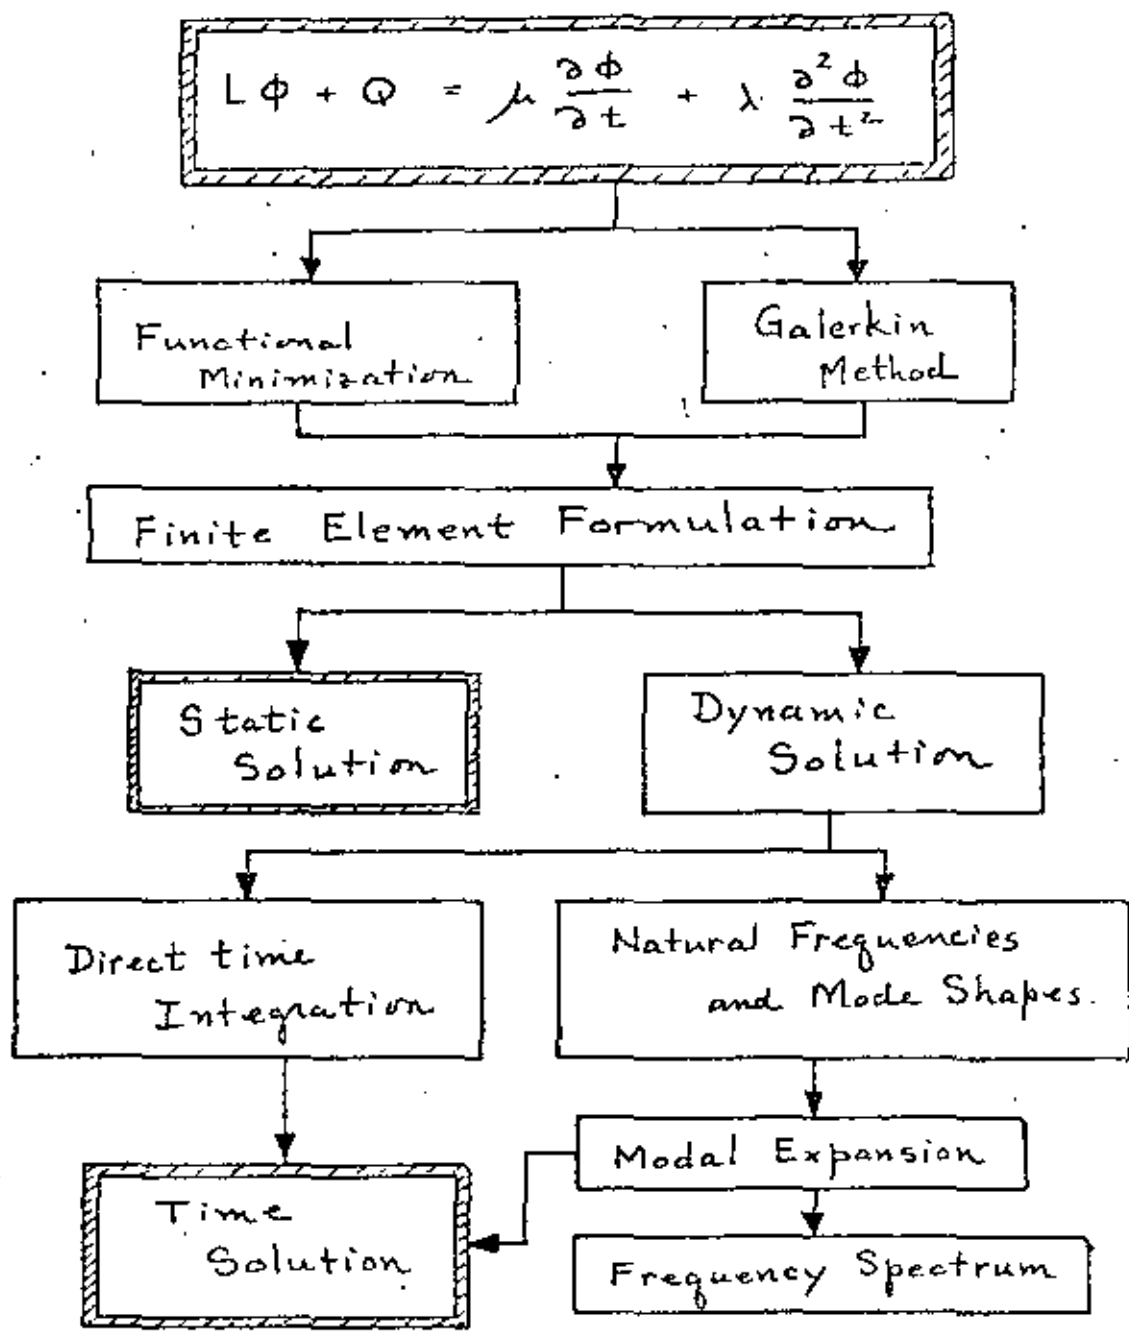 Lϕ + Q = μ ∂ϕ/∂t + λ ∂²ϕ/∂t²
Functional
Minimization
Galerkin
Method
Finite Element Formulation
Static
Solution
Dynamic
Solution
Direct time
Integration
Natural Frequencies
and Mode Shapes.
Modal Expansion
Time
Solution
Frequency Spectrum